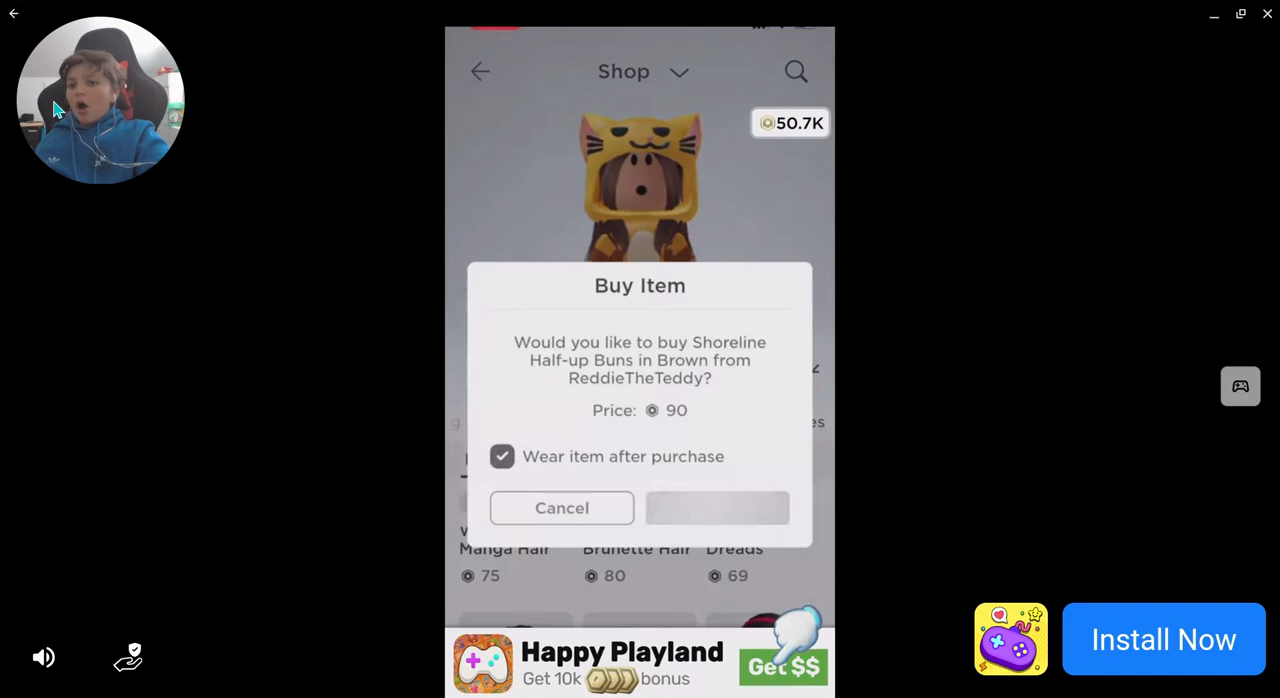 Shop
50.7K
Buy Item
Would you like to buy Shoreline
Half-up Buns in Brown from
ReddieTheTeddy?
Price: 90
Wear item after purchase
Cancel
Manga Hair
Brunette Hair
Dreads
75
80
69
Happy Playland
Get 10k bonus
Get $$
Install Now